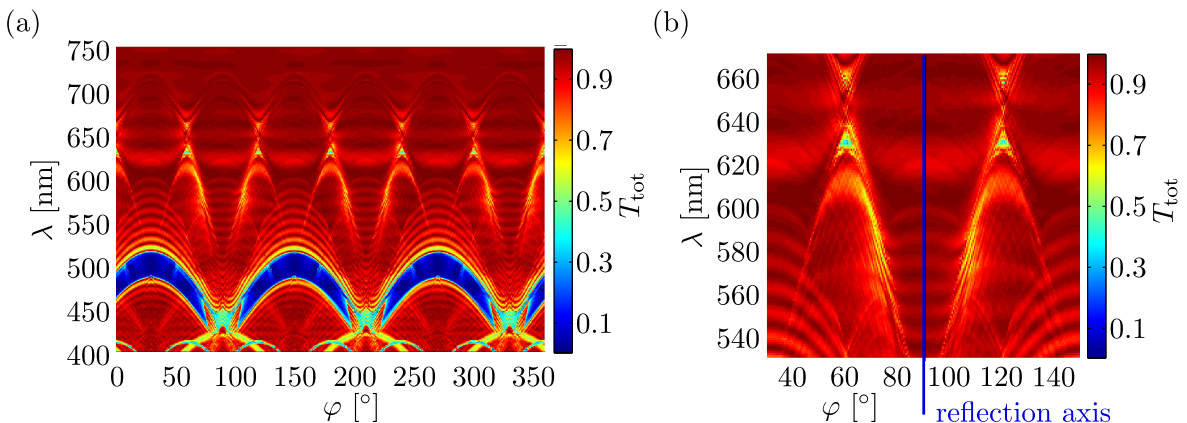 (a)
750
700
650
600
550
500
450
400
λ [nm]
0 50 100 150 200 250 300 350
φ [°]
0.9
0.7
0.5
0.3
0.1
T_tot
(b)
660
640
620
600
580
560
540
λ [nm]
40 60 80 100 120 140
φ [°]
reflection axis
0.9
0.7
0.5
0.3
0.1
T_tot